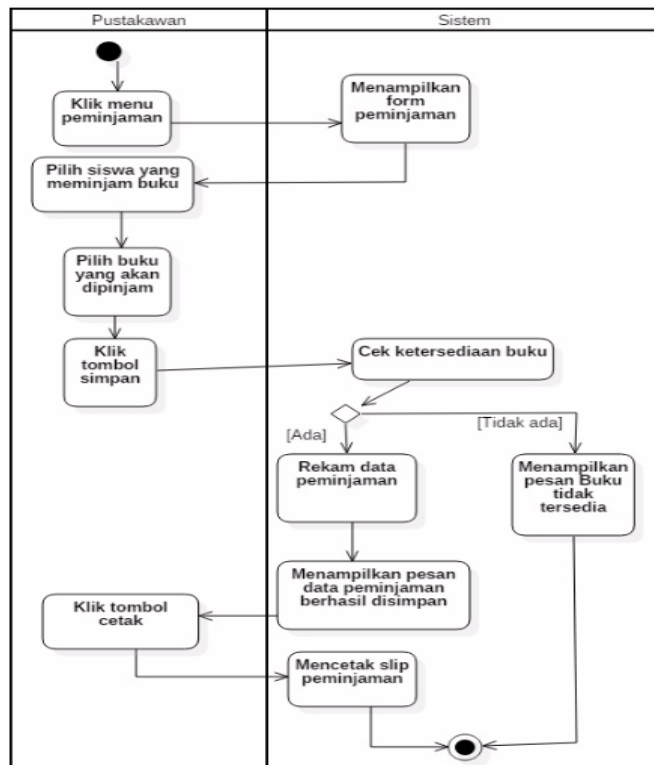 Pustakawan
Sistem
Klik menu
peminjaman
Menampilkan
form
peminjaman
Pilih siswa yang
meminjam buku
Pilih buku
yang akan
dipinjam
Klik
tombol
simpan
Cek ketersediaan buku
[Ada]
[Tidak ada]
Rekam data
peminjaman
Menampilkan
pesan Buku
tidak
tersedia
Menampilkan pesan
data peminjaman
berhasil disimpan
Klik tombol
cetak
Mencetak slip
peminjaman